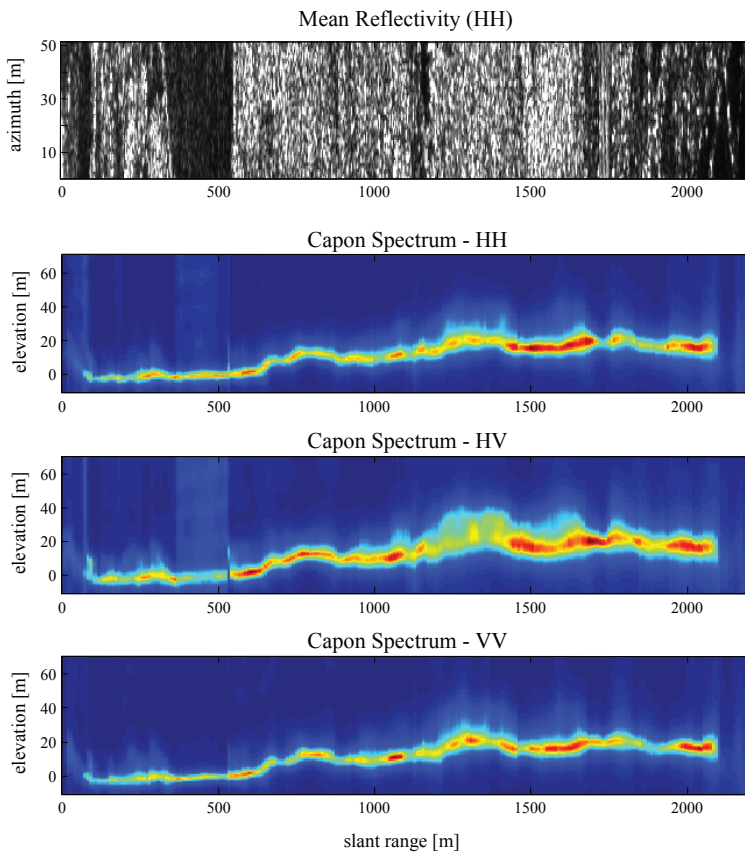 Mean Reflectivity (HH)
azimuth [m]
50
30
10
0 500 1000 1500 2000
Capon Spectrum - HH
elevation [m]
60
40
20
0
0 500 1000 1500 2000
Capon Spectrum - HV
elevation [m]
60
40
20
0
0 500 1000 1500 2000
Capon Spectrum - VV
elevation [m]
60
40
20
0
0 500 1000 1500 2000
slant range [m]